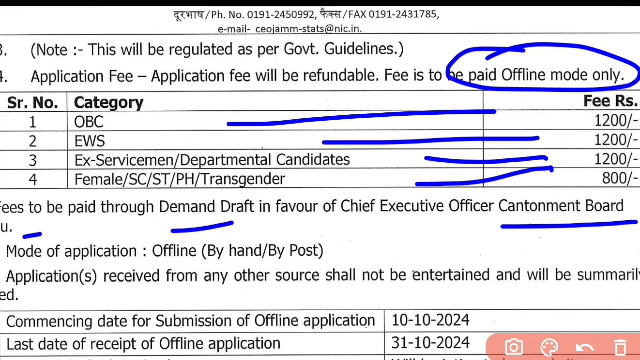 दूरभाष/Ph. No. 0191-2450992, फैक्स/FAX 0191-2431785,
e-mail- ceojamm-stats@nic.in
3. (Note :- This will be regulated as per Govt. Guidelines.)
4. Application Fee – Application fee will be refundable. Fee is to be paid Offline mode only.
Sr. No. Category Fee Rs.
1 OBC 1200/-
2 EWS 1200/-
3 Ex-Servicemen/Departmental Candidates 1200/-
4 Female/SC/ST/PH/Transgender 800/-
Fees to be paid through Demand Draft in favour of Chief Executive Officer Cantonment Board
u.
Mode of application : Offline (By hand/By Post)
Application(s) received from any other source shall not be entertained and will be summarily
ed.
Commencing date for Submission of Offline application 10-10-2024
Last date of receipt of Offline application 31-10-2024